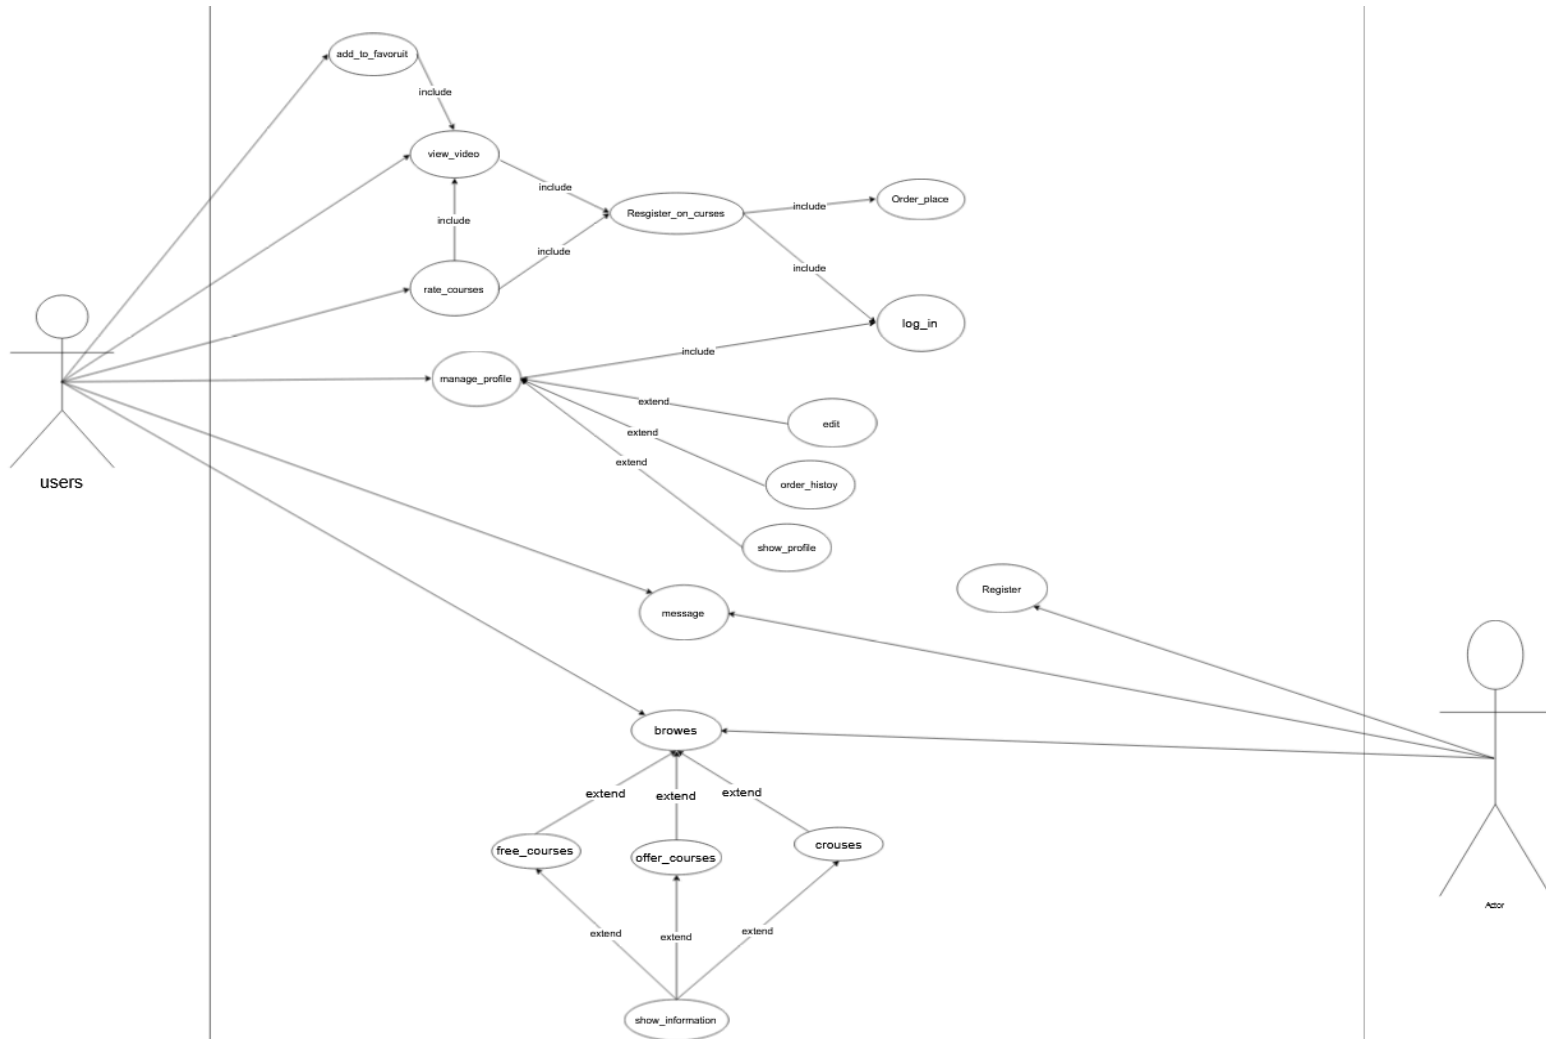 add_to_favoruit
include
view_video
include
include
Resgister_on_curses
include
Order_place
include
include
rate_courses
log_in
include
manage_profile
extend
edit
extend
extend
order_histoy
users
show_profile
Register
message
browes
extend
extend
extend
free_courses
offer_courses
crouses
Actor
extend
extend
extend
show_information